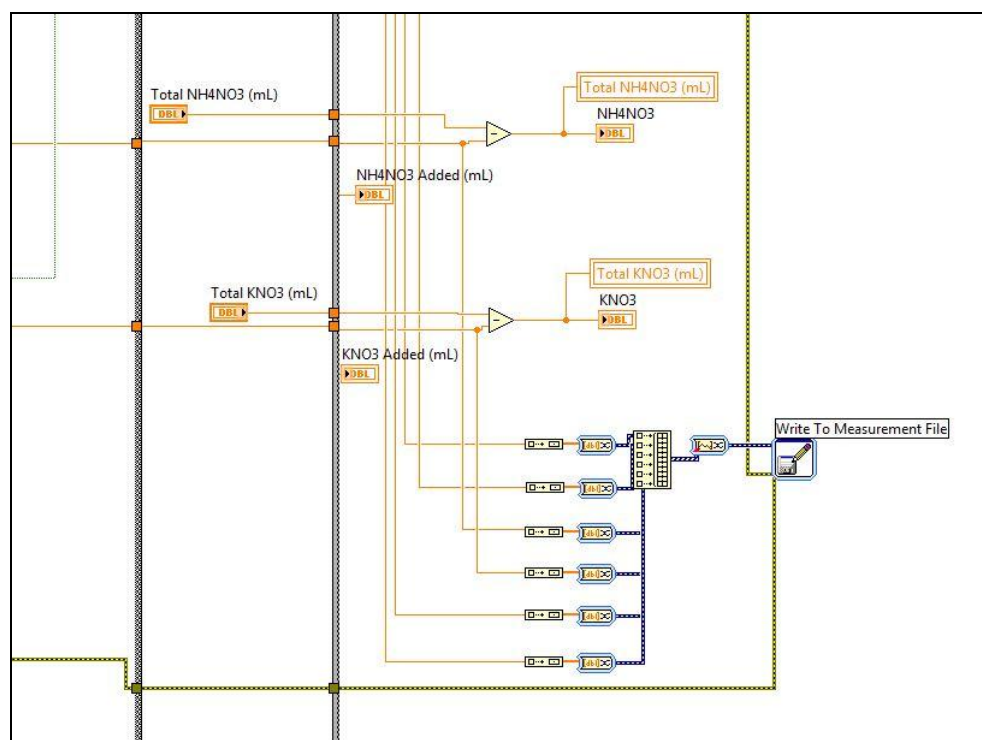 Total NH4NO3 (mL)
DBL
Total NH4NO3 (mL)
NH4NO3
DBL
NH4NO3 Added (mL)
DBL
Total KNO3 (mL)
DBL
Total KNO3 (mL)
KNO3
DBL
KNO3 Added (mL)
DBL
Write To Measurement File